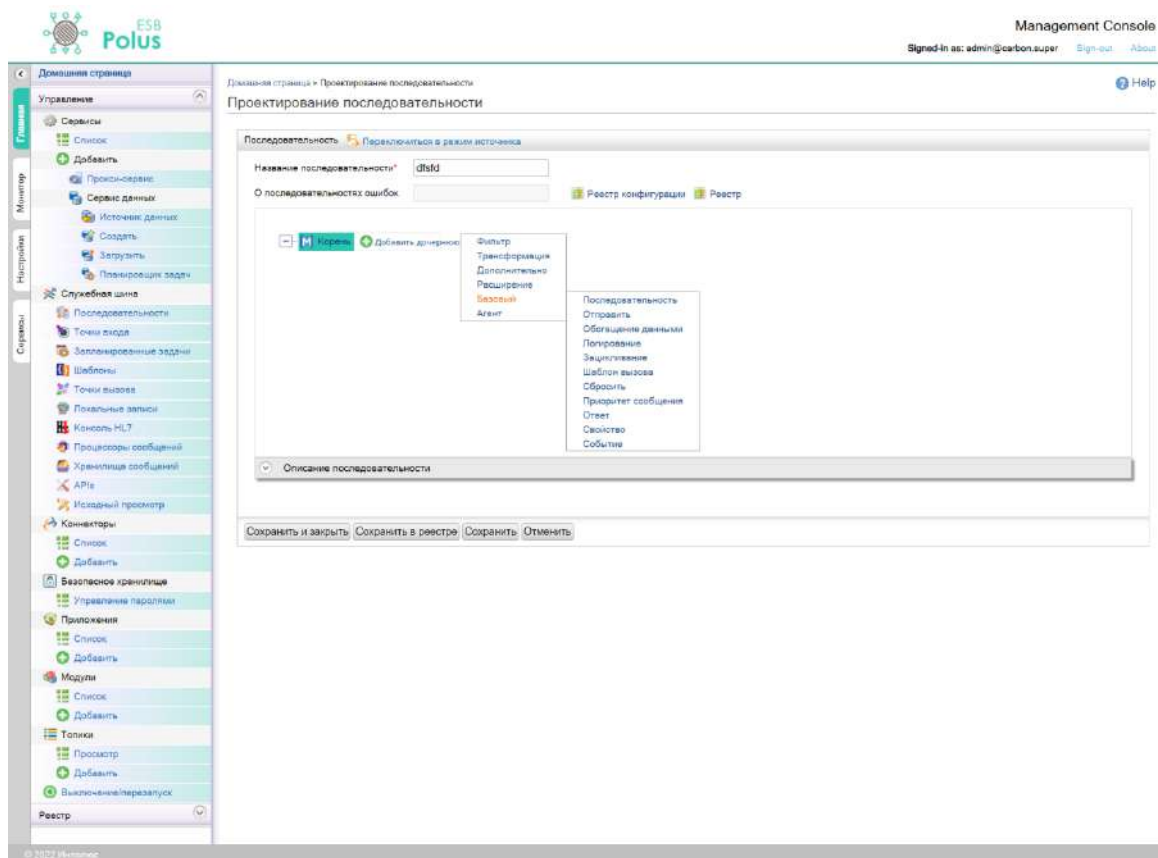 ESB
Polus
Management Console
Signed-in as: admin@carbon.super Sign-out About
Главная
Монитор
Настройки
Сервисы
Домашняя страница
Управление
Сервисы
Список
Добавить
Прокси-сервис
Сервис данных
Источник данных
Создать
Загрузить
Планировщик задач
Служебная шина
Последовательности
Точки входа
Запланированные задачи
Шаблоны
Точки вызова
Локальные записи
Консоль HL7
Процессоры сообщений
Хранилища сообщений
APIs
Исходный просмотр
Коннекторы
Список
Добавить
Безопасное хранилище
Управление паролями
Приложения
Список
Добавить
Модули
Список
Добавить
Топики
Просмотр
Добавить
Выключение/перезапуск
Реестр
Домашняя страница > Проектирование последовательности
Help
Проектирование последовательности
Последовательность Переключиться в режим источника
Название последовательности* dfsfd
О последовательностях ошибок Реестр конфигурации Реестр
M Корень Добавить дочернюю
Фильтр
Трансформация
Дополнительно
Расширение
Базовый
Агент
Последовательность
Отправить
Обогащение данными
Логирование
Зацикливание
Шаблон вызова
Сбросить
Приоритет сообщения
Ответ
Свойство
Событие
Описание последовательности
Сохранить и закрыть Сохранить в реестре Сохранить Отменить
© 2022